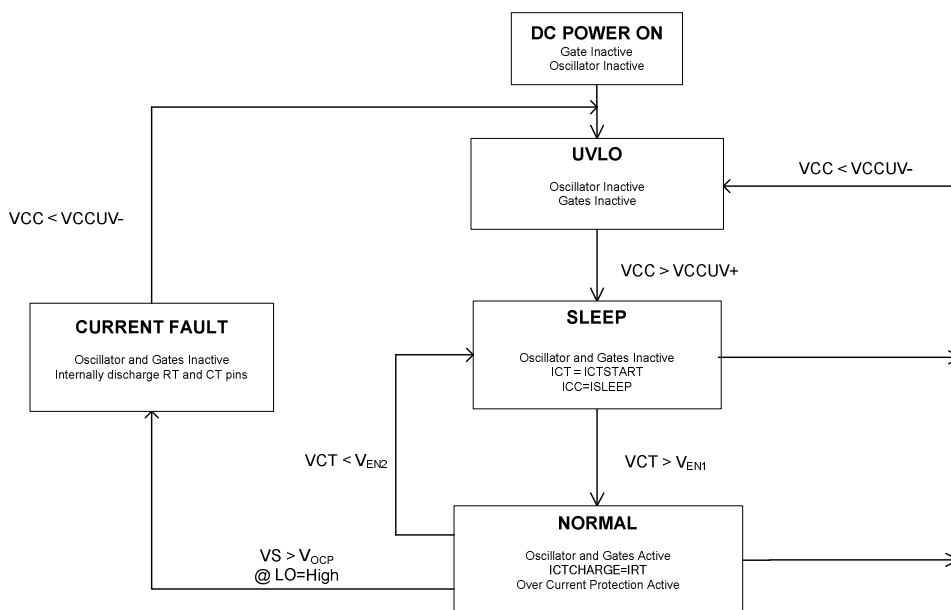 DC POWER ON
Gate Inactive
Oscillator Inactive
UVLO
Oscillator Inactive
Gates Inactive
VCC < VCCUV-
VCC < VCCUV-
VCC > VCCUV+
CURRENT FAULT
Oscillator and Gates Inactive
Internally discharge RT and CT pins
SLEEP
Oscillator and Gates Inactive
ICT = ICTSTART
ICC=ISLEEP
VCT < VEN2
VCT > VEN1
NORMAL
Oscillator and Gates Active
ICTCHARGE=IRT
Over Current Protection Active
VS > VOCP
@ LO=High